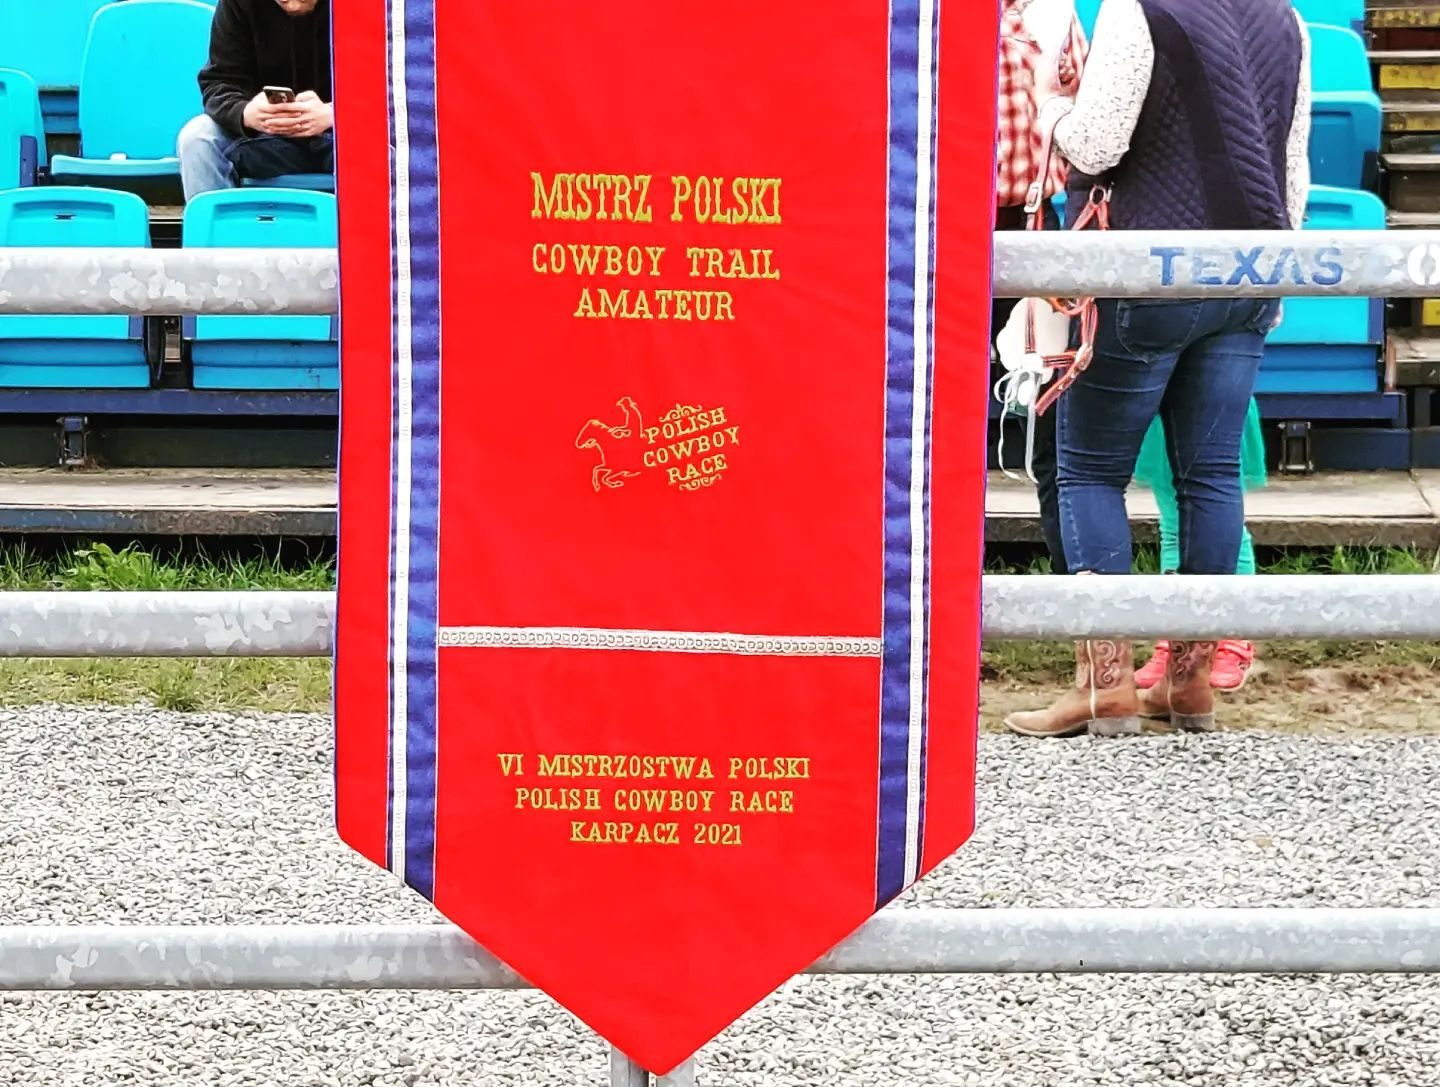 MISTRZ POLSKI
COWBOY TRAIL
AMATEUR
TEXAS
POLISH
COWBOY
RACE
VI MISTRZOSTWA POLSKI
POLISH COWBOY RACE
KARPACZ 2021